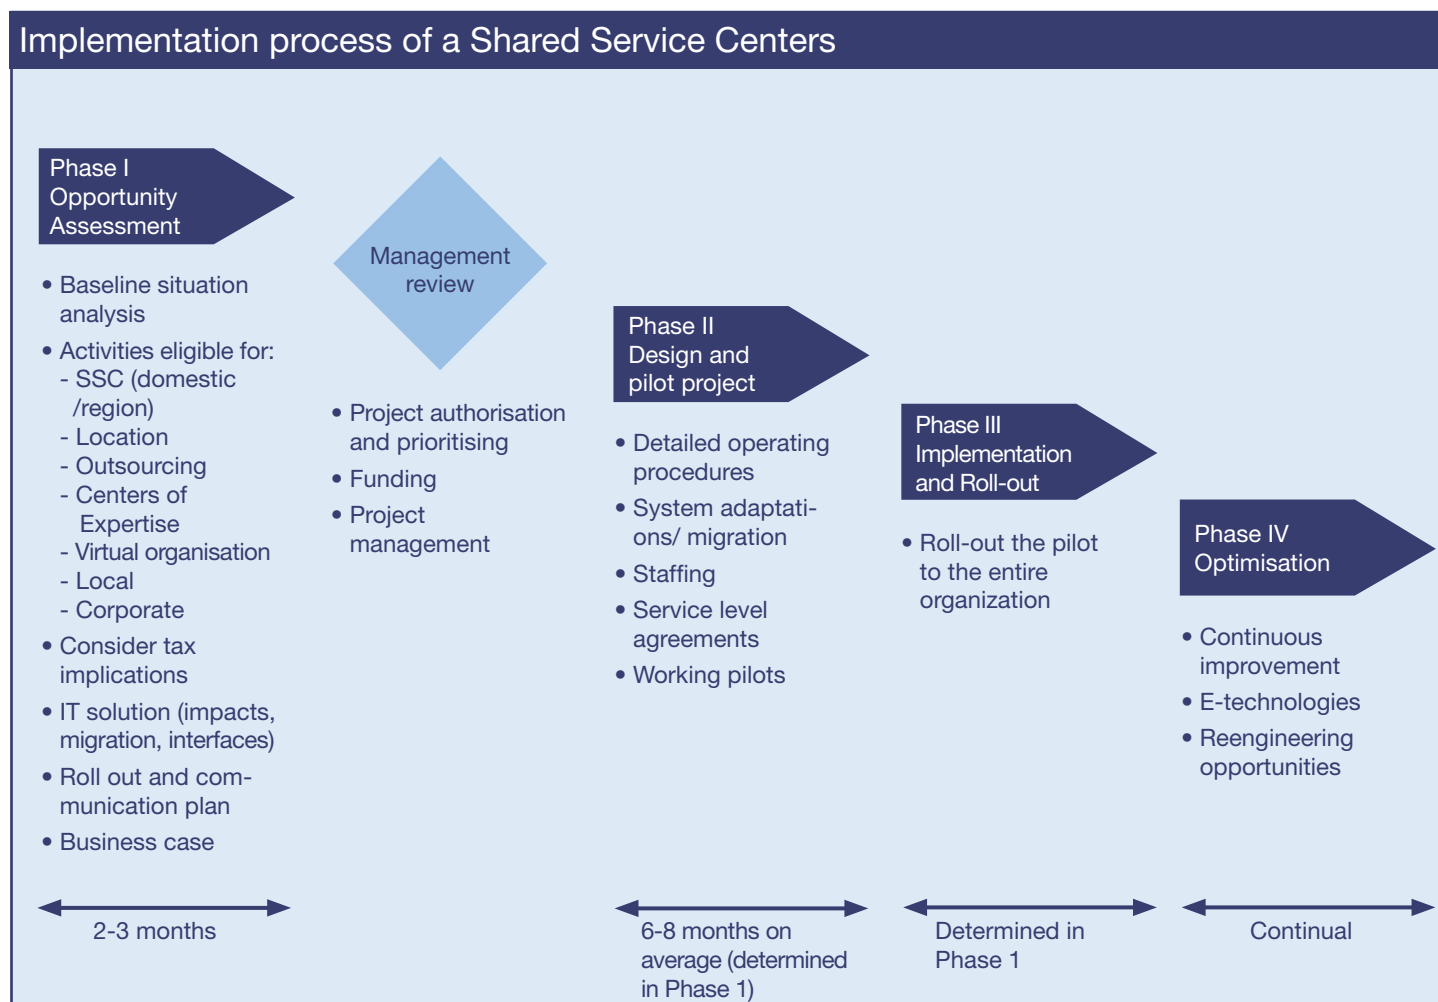 Implementation process of a Shared Service Centers
Phase I
Opportunity
Assessment
• Baseline situation
analysis
• Activities eligible for:
- SSC (domestic
/region)
- Location
- Outsourcing
- Centers of
Expertise
- Virtual organisation
- Local
- Corporate
• Consider tax
implications
• IT solution (impacts,
migration, interfaces)
• Roll out and com-
munication plan
• Business case
2-3 months
Management
review
• Project authorisation
and prioritising
• Funding
• Project
management
Phase II
Design and
pilot project
• Detailed operating
procedures
• System adaptati-
ons/ migration
• Staffing
• Service level
agreements
• Working pilots
6-8 months on
average (determined
in Phase 1)
Phase III
Implementation
and Roll-out
• Roll-out the pilot
to the entire
organization
Determined in
Phase 1
Phase IV
Optimisation
• Continuous
improvement
• E-technologies
• Reengineering
opportunities
Continual